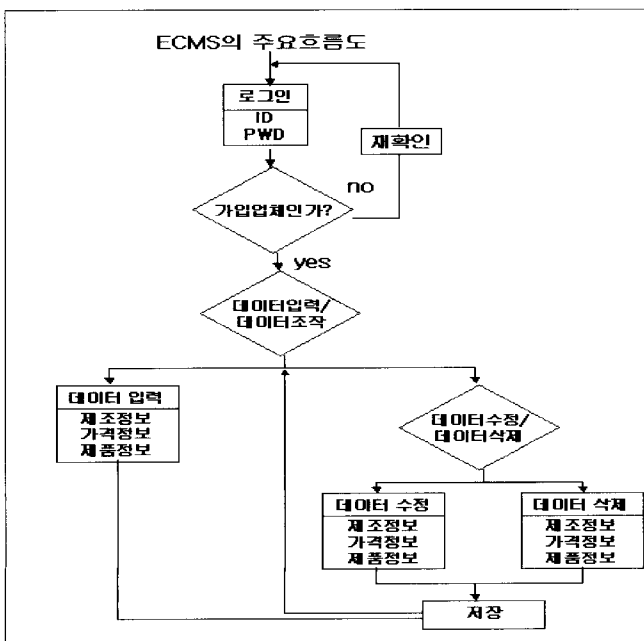 ECMS의 주요흐름도
로그인
ID
PWD
재확인
no
가입업체인가?
yes
데이터입력/
데이터조작
데이터 입력
제조정보
가격정보
제품정보
데이터수정/
데이터삭제
데이터 수정
제조정보
가격정보
제품정보
데이터 삭제
제조정보
가격정보
제품정보
저장